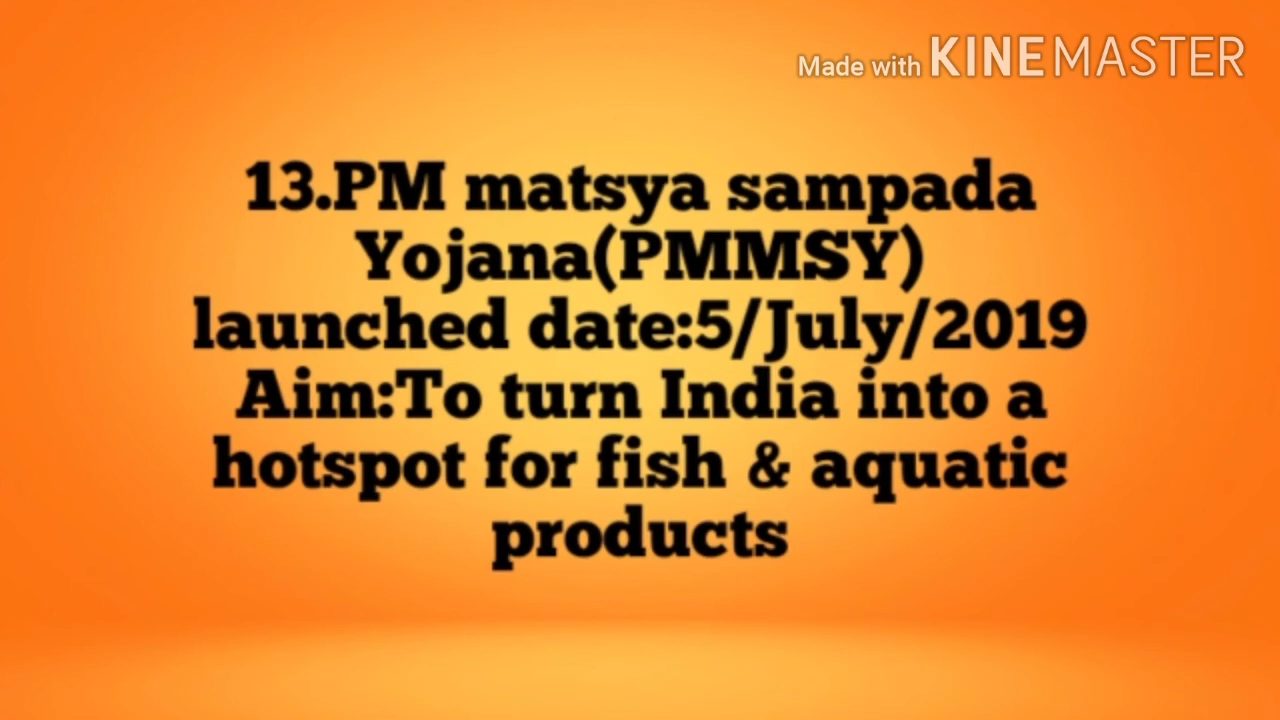 Made with KINEMASTER
13.PM matsya sampada
Yojana(PMMSY)
launched date:5/July/2019
Aim:To turn India into a
hotspot for fish & aquatic
products